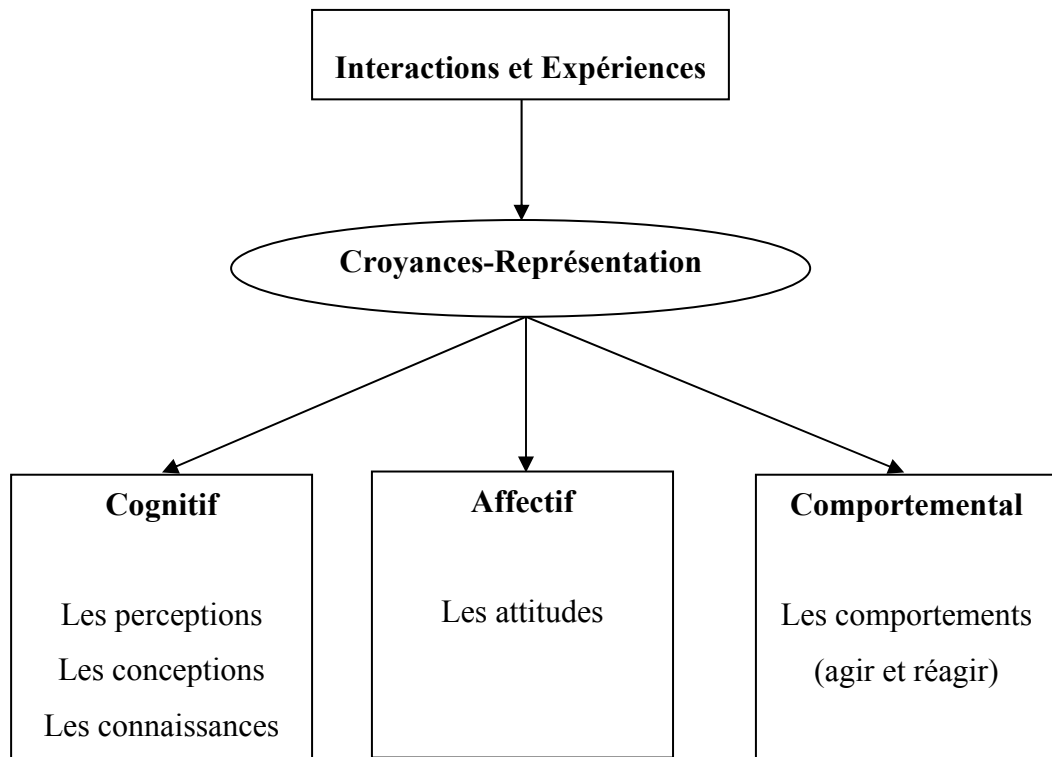 Interactions et Expériences
Croyances-Représentation
Cognitif
Les perceptions
Les conceptions
Les connaissances
Affectif
Les attitudes
Comportemental
Les comportements
(agir et réagir)